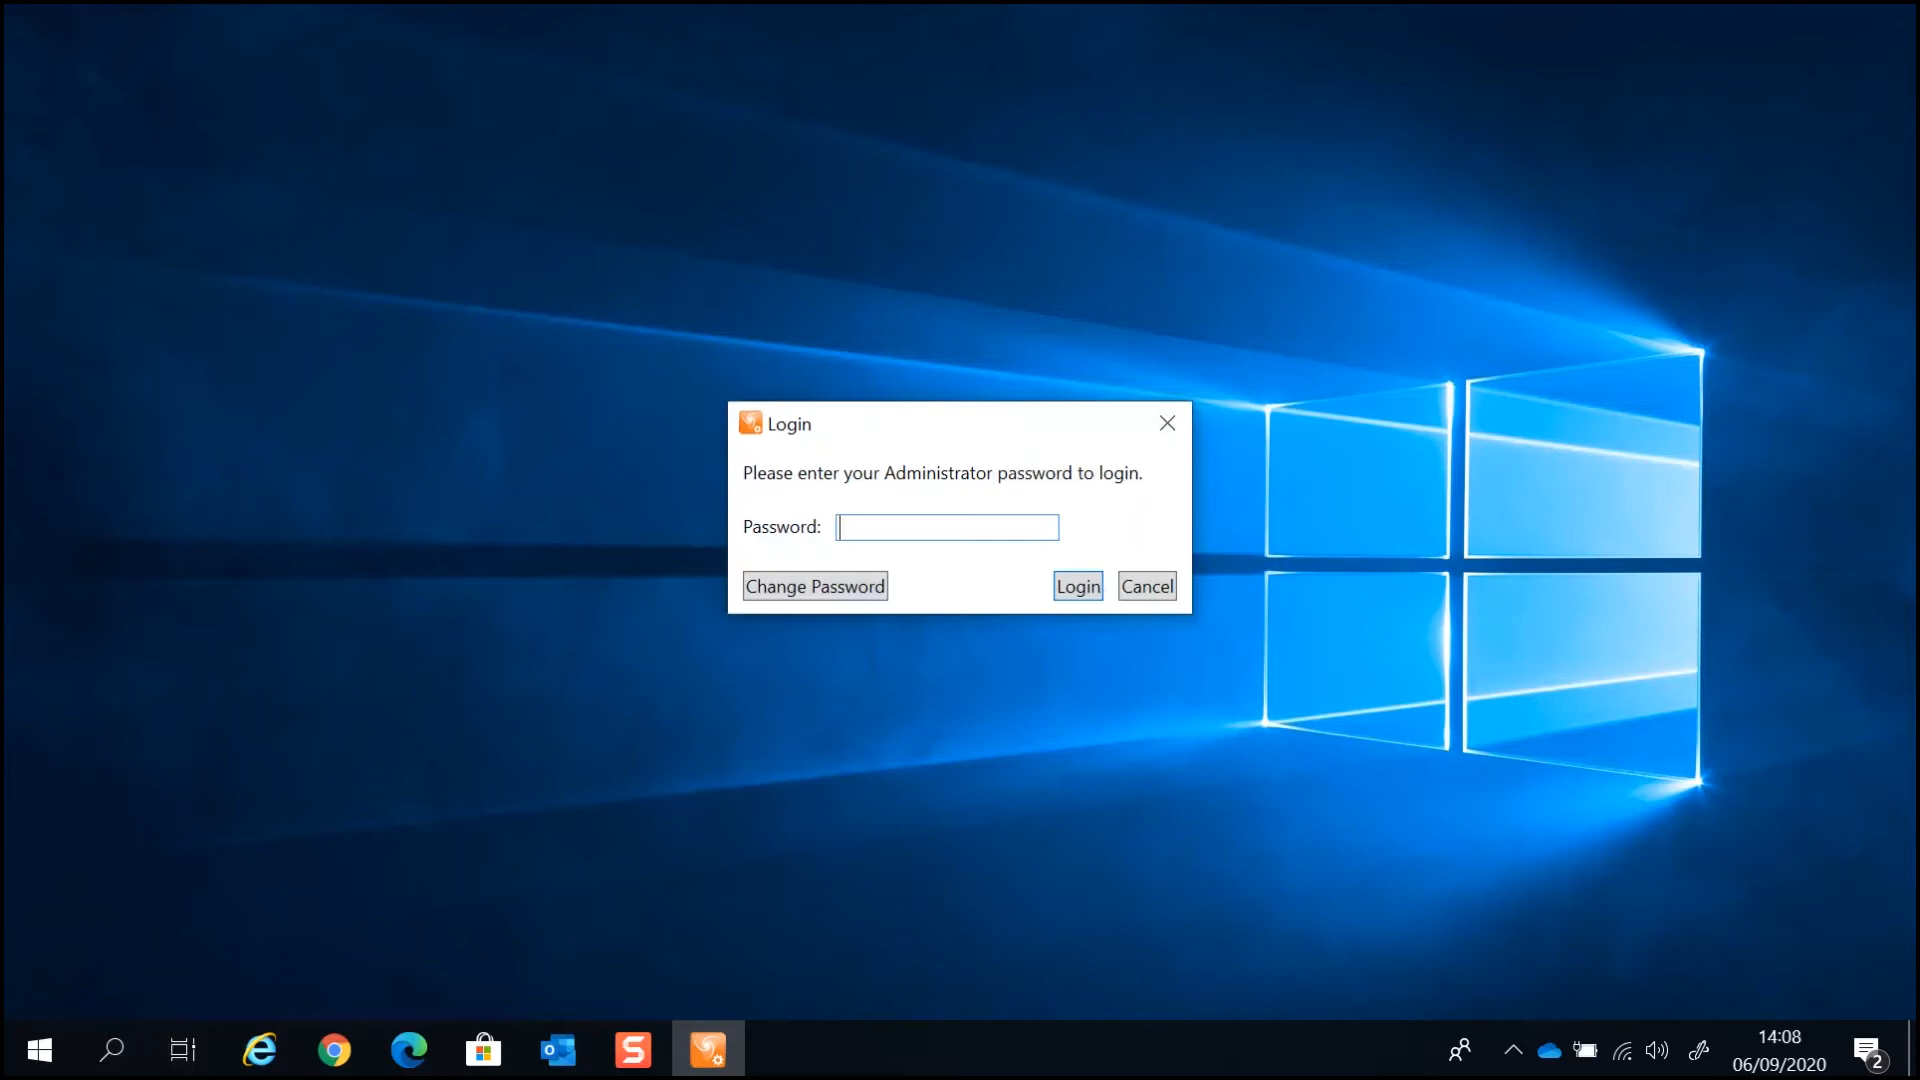 Login
Please enter your Administrator password to login.
Password:
Change Password
Login
Cancel
14:08
06/09/2020
2